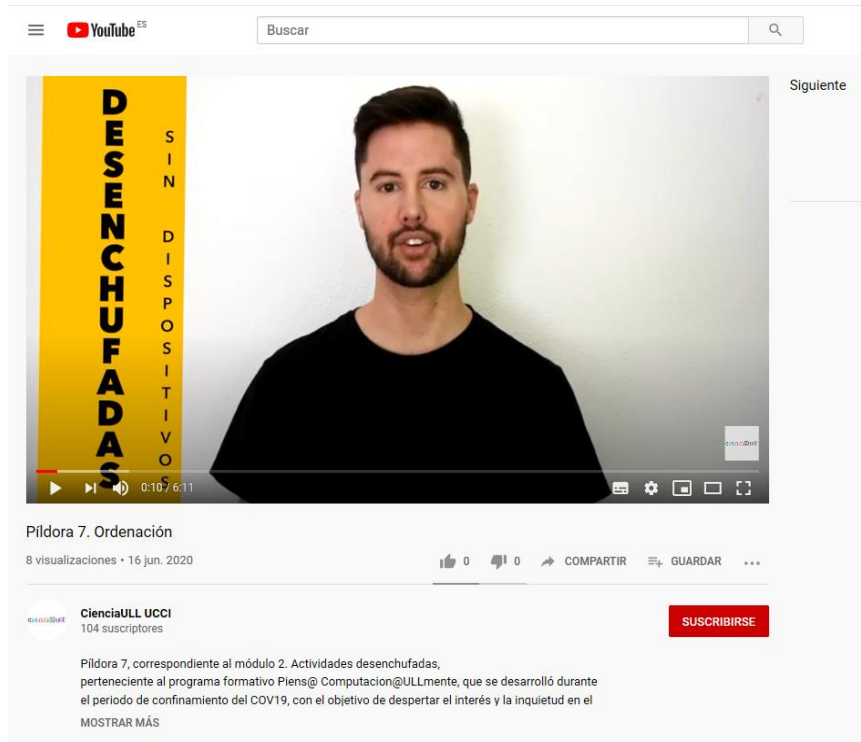 YouTube ES
Buscar
Siguiente
DESENCHUFADAS
SIN DISPOSITIVOS
0:10 / 6:11
Píldora 7. Ordenación
8 visualizaciones • 16 jun. 2020
0 0 COMPARTIR GUARDAR
CienciaULL UCCI
104 suscriptores
SUSCRIBIRSE
Píldora 7, correspondiente al módulo 2. Actividades desenchufadas,
perteneciente al programa formativo Piens@ Computacion@ULLmente, que se desarrolló durante
el periodo de confinamiento del COV19, con el objetivo de despertar el interés y la inquietud en el
MOSTRAR MÁS